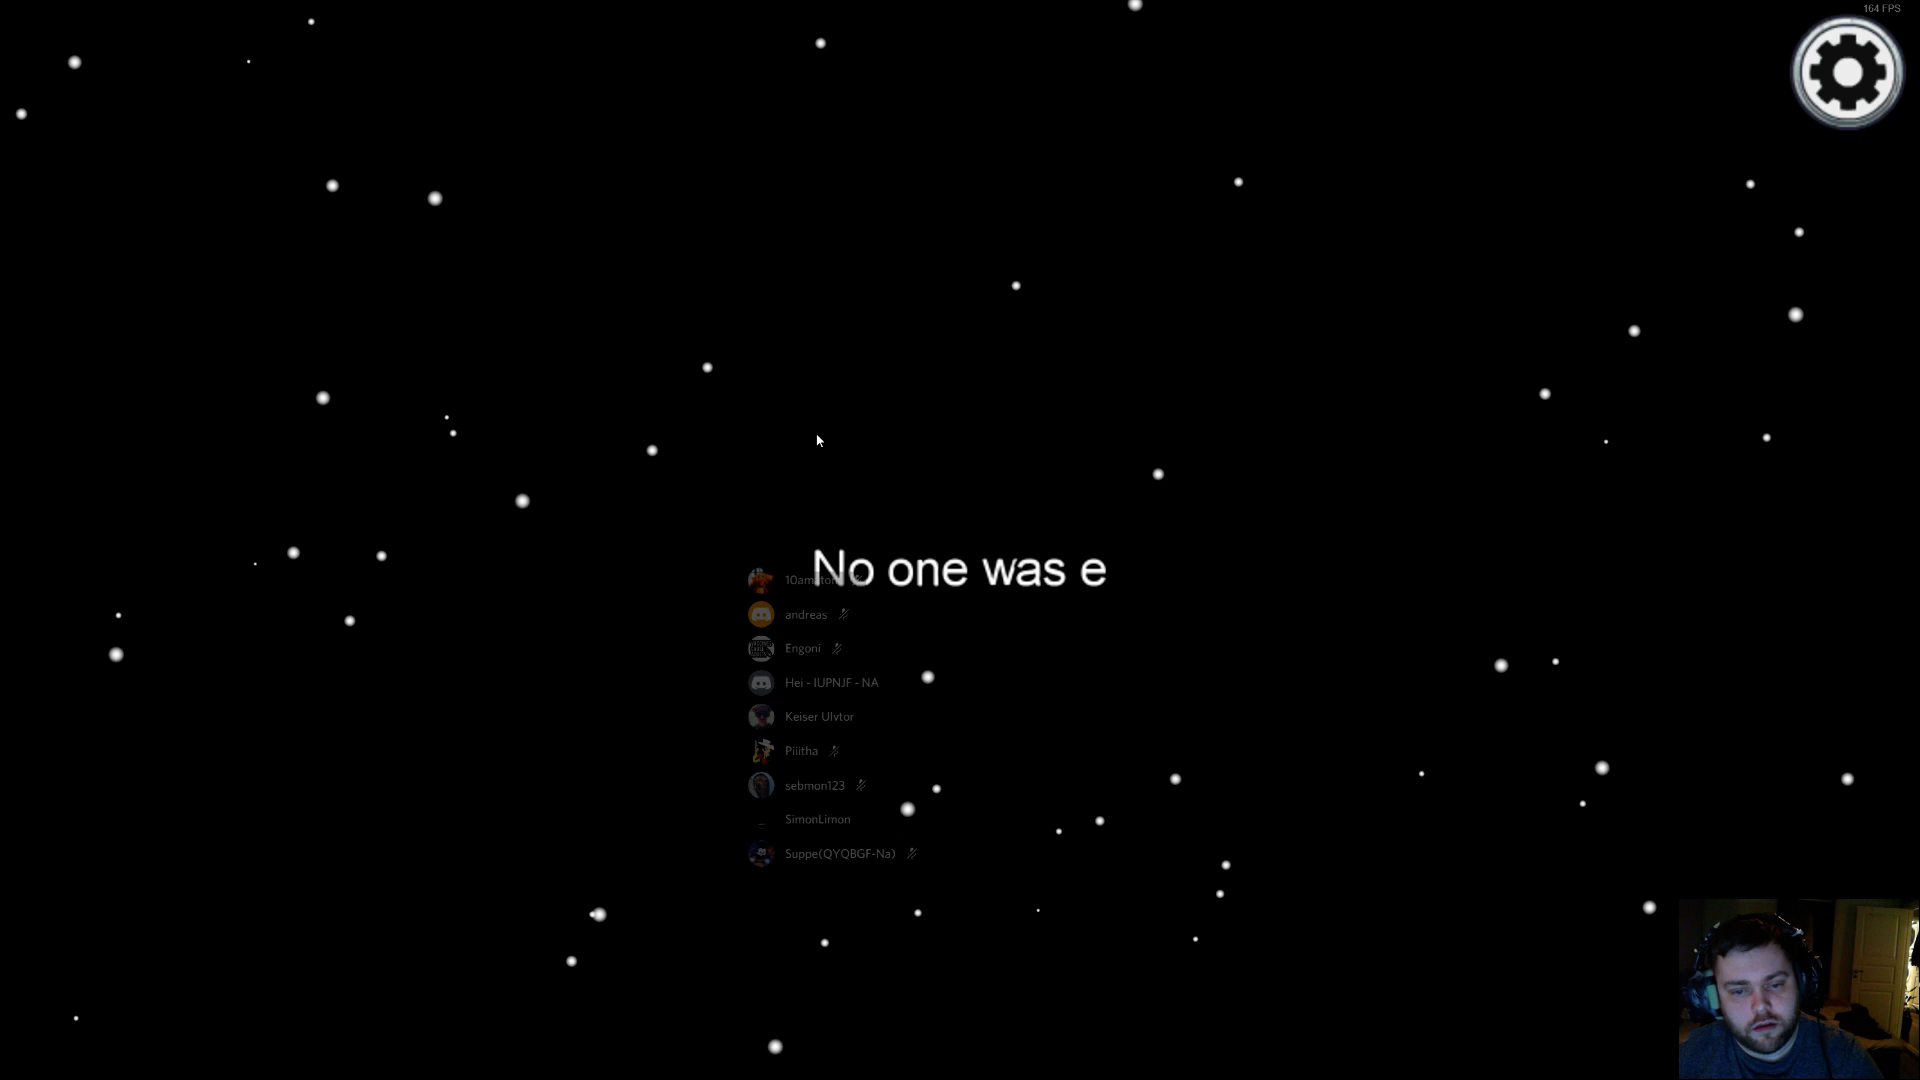 164 FPS
No one was e
andreas
Engoni
Hei - IUPNJF - NA
Keiser Ulvtor
Piiitha
sebmon123
SimonLimon
Suppe(QYQBGF-Na)